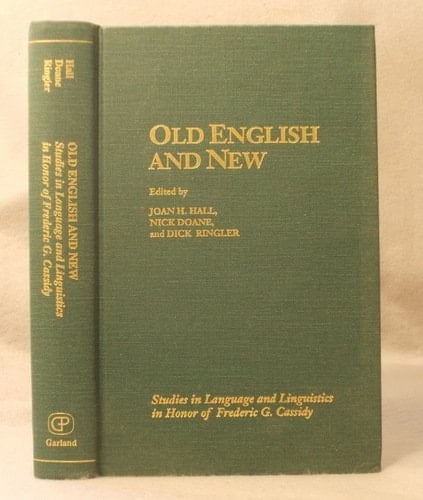 Hall
Doane
Ringler
OLD ENGLISH AND NEW
Studies in Language and Linguistics
in Honor of Frederic G. Cassidy
GP
Garland
OLD ENGLISH
AND NEW
Edited by
JOAN H. HALL,
NICK DOANE,
and DICK RINGLER
Studies in Language and Linguistics
in Honor of Frederic G. Cassidy